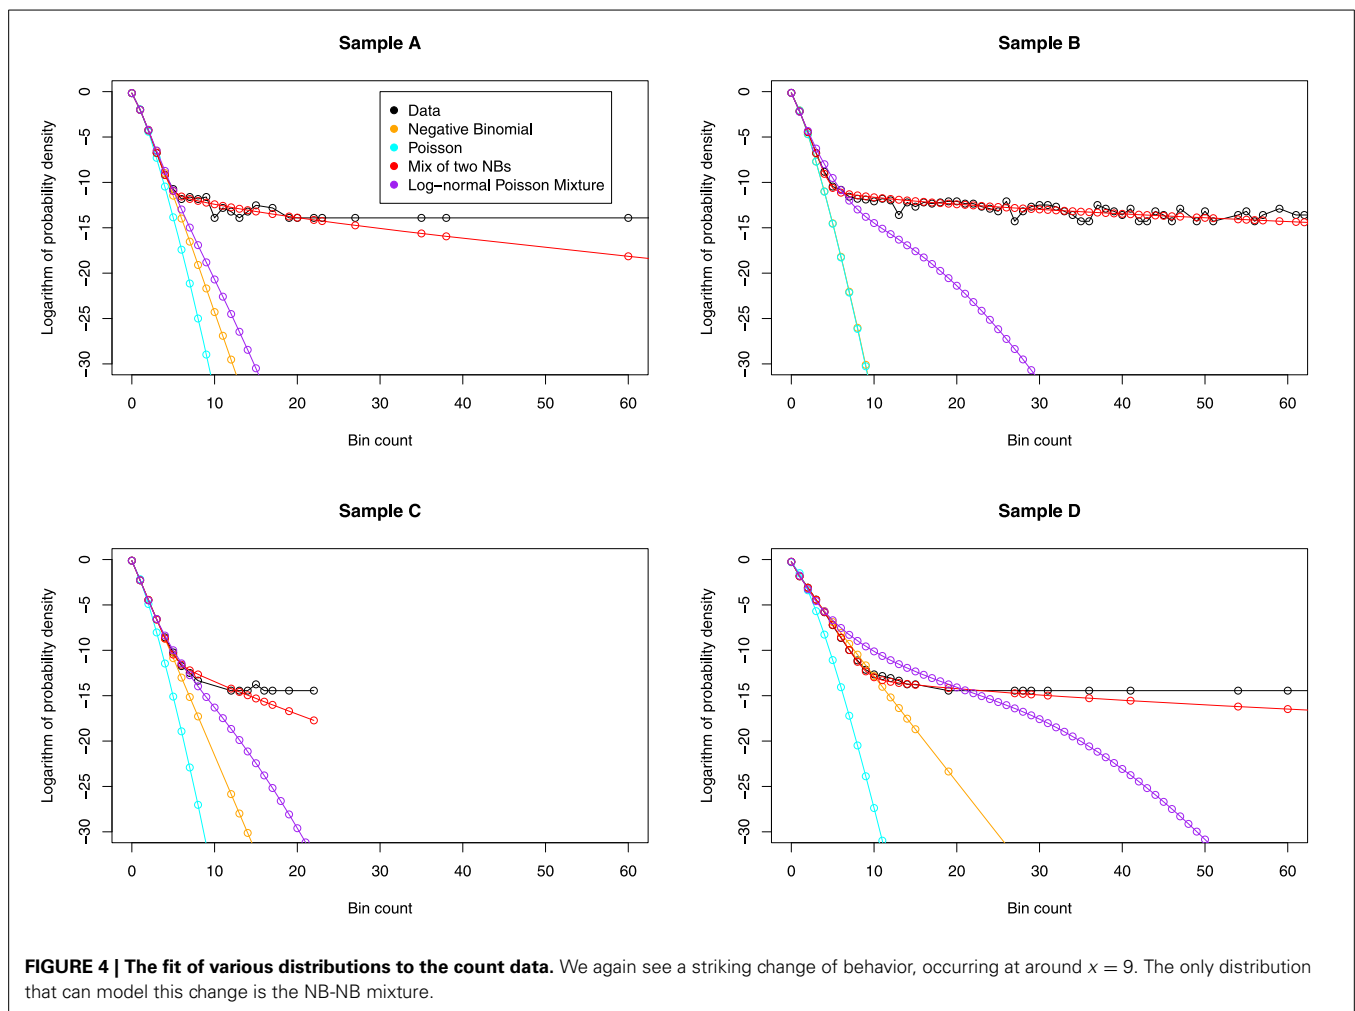 Sample A
Logarithm of probability density
0
−5
−10
−15
−20
−25
−30
0 10 20 30 40 50 60
Bin count
Data
Negative Binomial
Poisson
Mix of two NBs
Log−normal Poisson Mixture
Sample B
Logarithm of probability density
0
−5
−10
−15
−20
−25
−30
0 10 20 30 40 50 60
Bin count
Sample C
Logarithm of probability density
0
−5
−10
−15
−20
−25
−30
0 10 20 30 40 50 60
Bin count
Sample D
Logarithm of probability density
0
−5
−10
−15
−20
−25
−30
0 10 20 30 40 50 60
Bin count
FIGURE 4 | The fit of various distributions to the count data. We again see a striking change of behavior, occurring at around x = 9. The only distribution
that can model this change is the NB-NB mixture.